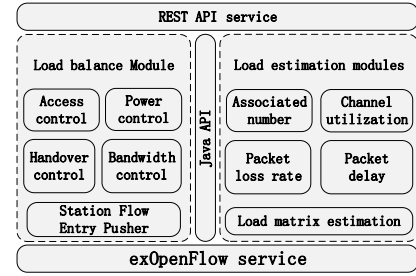 REST API service
Load balance Module
Access
control
Power
control
Handover
control
Bandwidth
control
Station Flow
Entry Pusher
Java API
Load estimation modules
Associated
number
Channel
utilization
Packet
loss rate
Packet
delay
Load matrix estimation
exOpenFlow service